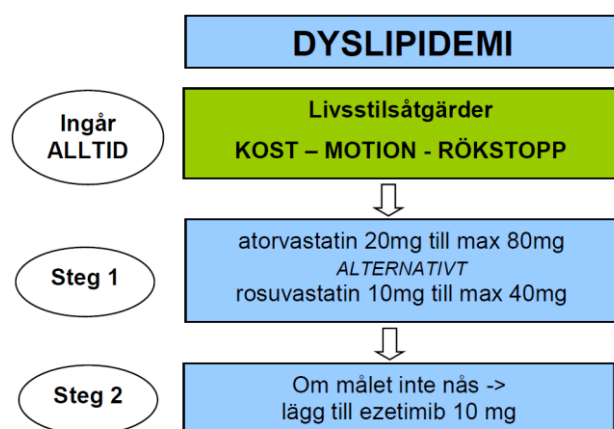 DYSLIPIDEMI
Ingår
ALLTID
Livsstilsåtgärder
KOST – MOTION - RÖKSTOPP
Steg 1
atorvastatin 20mg till max 80mg
ALTERNATIVT
rosuvastatin 10mg till max 40mg
Steg 2
Om målet inte nås ->
lägg till ezetimib 10 mg